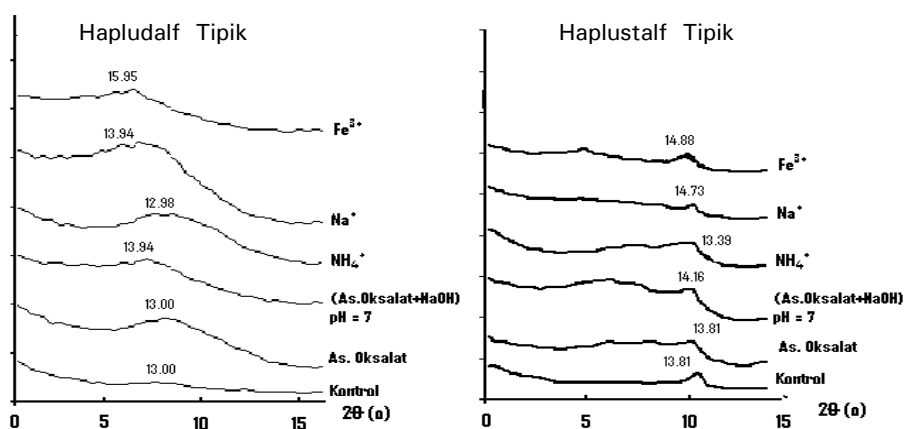 Hapludalf Tipik
15.95
Fe³⁺
13.94
Na⁺
12.98
NH₄⁺
13.94
(As.Oksalat+NaOH)
pH = 7
13.00
As. Oksalat
13.00
Kontrol
0 5 10 15
2θ (o)
Haplustalf Tipik
14.88
Fe³⁺
14.73
Na⁺
13.39
NH₄⁺
14.16
(As.Oksalat+NaOH)
pH = 7
13.81
As. Oksalat
13.81
Kontrol
0 5 10 15
2θ (o)